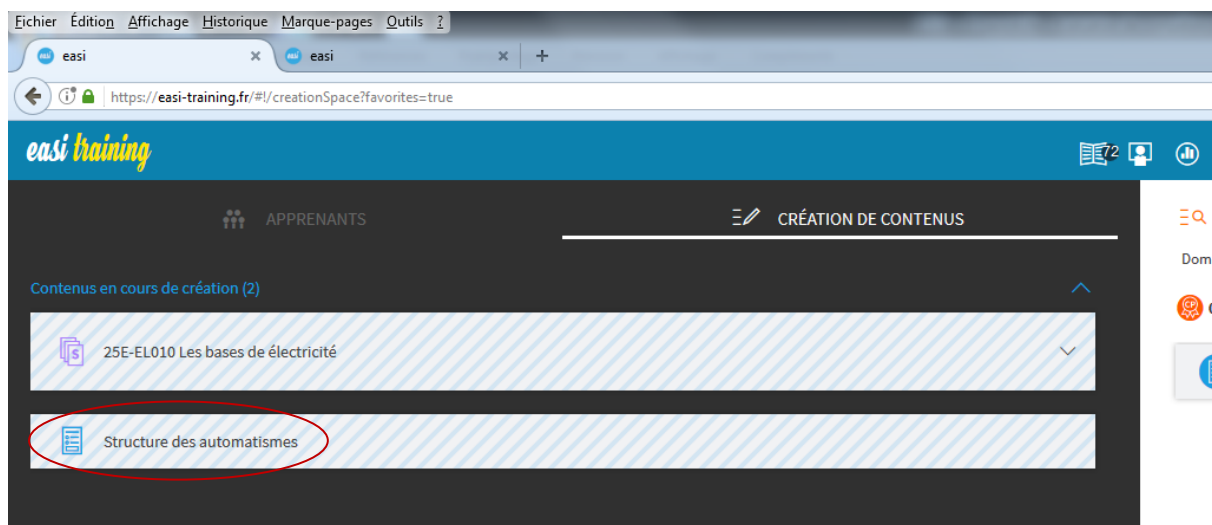 Fichier Édition Affichage Historique Marque-pages Outils ?
easi easi
https://easi-training.fr/#!/creationSpace?favorites=true
easi training 72
APPRENANTS CRÉATION DE CONTENUS
Dom
Contenus en cours de création (2)
CP
25E-EL010 Les bases de électricité
S
Structure des automatismes